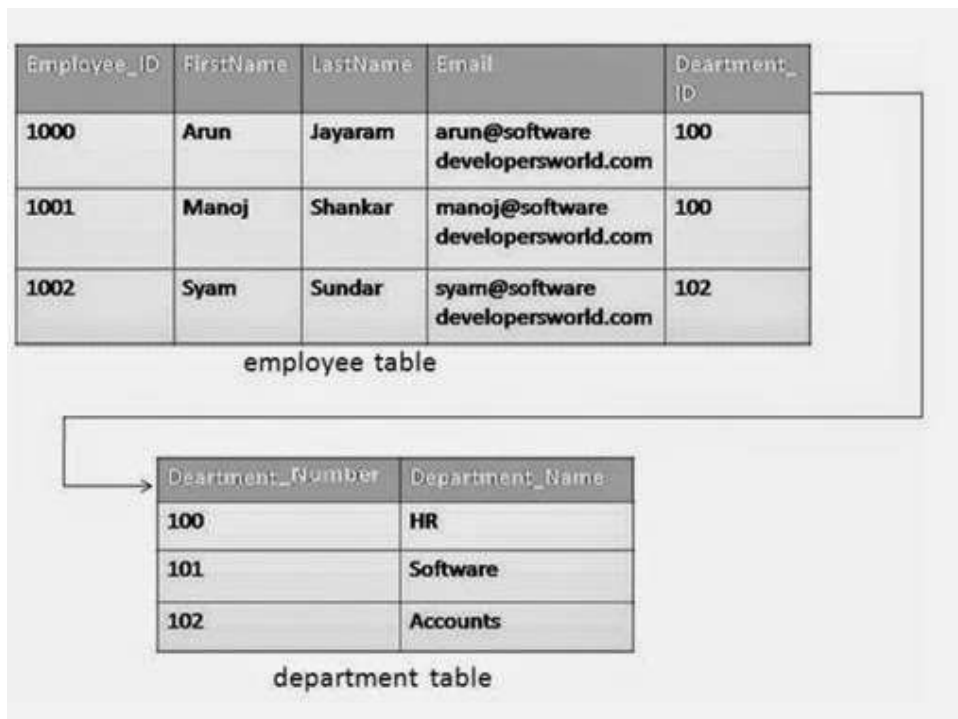 Employee_ID FirstName LastName Email Deartment_
ID
1000 Arun Jayaram arun@software 100
developersworld.com
1001 Manoj Shankar manoj@software 100
developersworld.com
1002 Syam Sundar syam@software 102
developersworld.com
employee table
Deartment_Number Department_Name
100 HR
101 Software
102 Accounts
department table